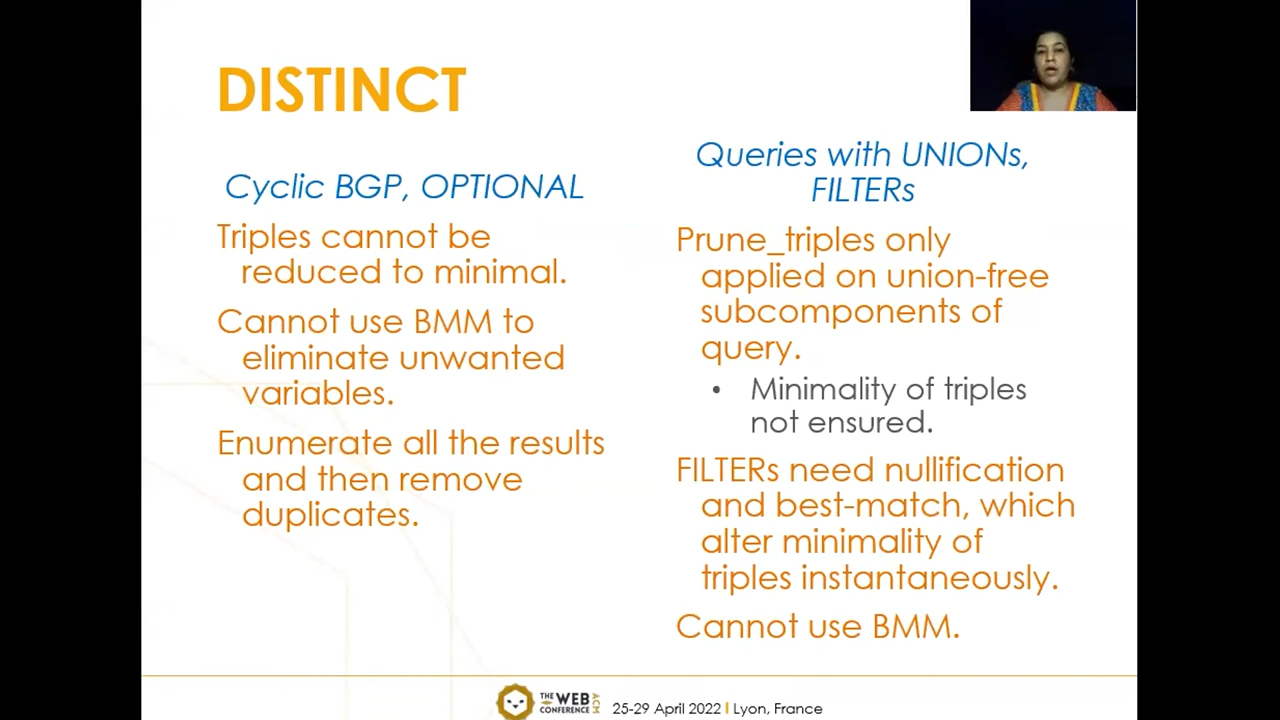 DISTINCT
Cyclic BGP, OPTIONAL
Triples cannot be
reduced to minimal.
Cannot use BMM to
eliminate unwanted
variables.
Enumerate all the results
and then remove
duplicates.
Queries with UNIONs,
FILTERs
Prune_triples only
applied on union-free
subcomponents of
query.
• Minimality of triples
not ensured.
FILTERs need nullification
and best-match, which
alter minimality of
triples instantaneously.
Cannot use BMM.
THE WEB
CONFERENCE
ACM
25-29 April 2022 | Lyon, France